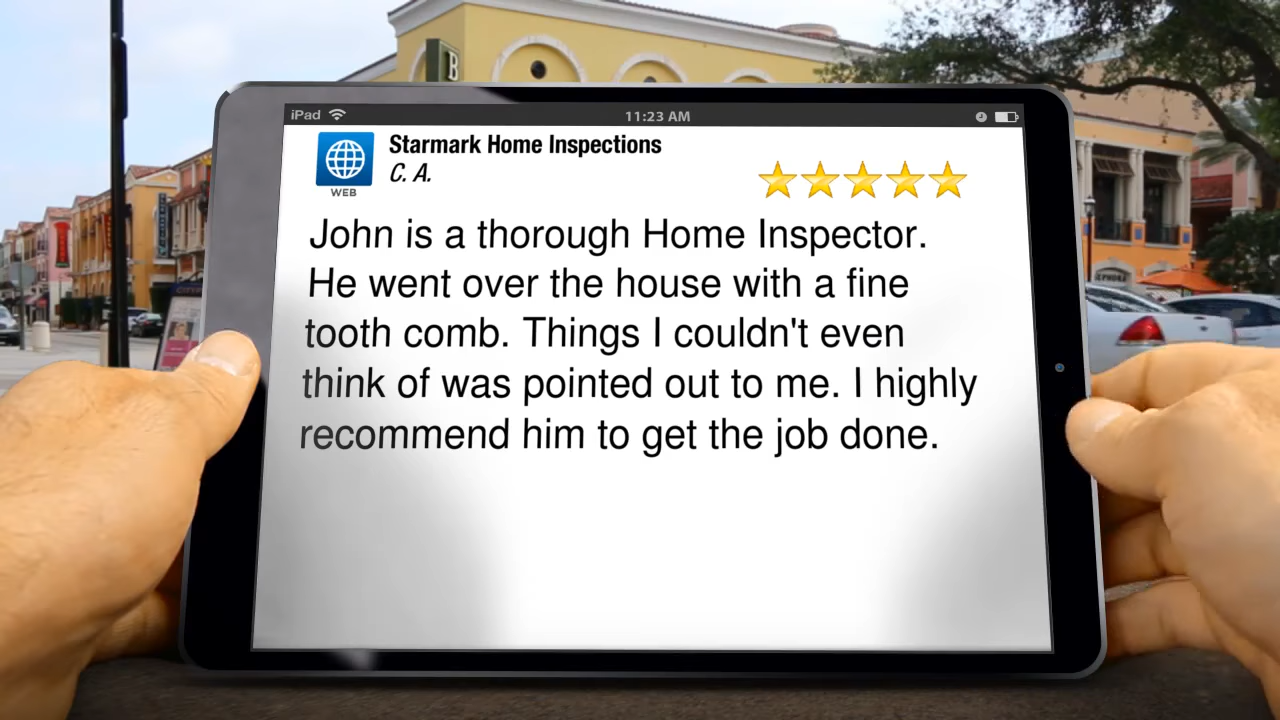 iPad 11:23 AM
Starmark Home Inspections
C. A.
WEB
John is a thorough Home Inspector.
He went over the house with a fine
tooth comb. Things I couldn't even
think of was pointed out to me. I highly
recommend him to get the job done.
B